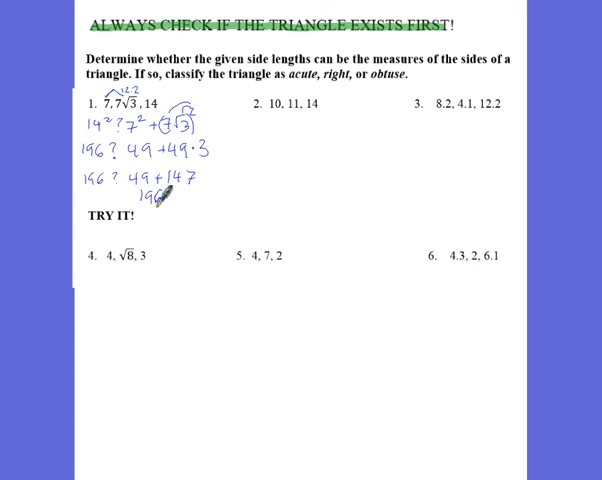 ALWAYS CHECK IF THE TRIANGLE EXISTS FIRST!
Determine whether the given side lengths can be the measures of the sides of a
triangle. If so, classify the triangle as acute, right, or obtuse.
12.2
1. 7, 7√3, 14 2. 10, 11, 14 3. 8.2, 4.1, 12.2
14² ? 7² + (7√3)²
196 ? 49 + 49 · 3
196 ? 49 + 147
196
TRY IT!
4. 4, √8, 3 5. 4, 7, 2 6. 4.3, 2, 6.1